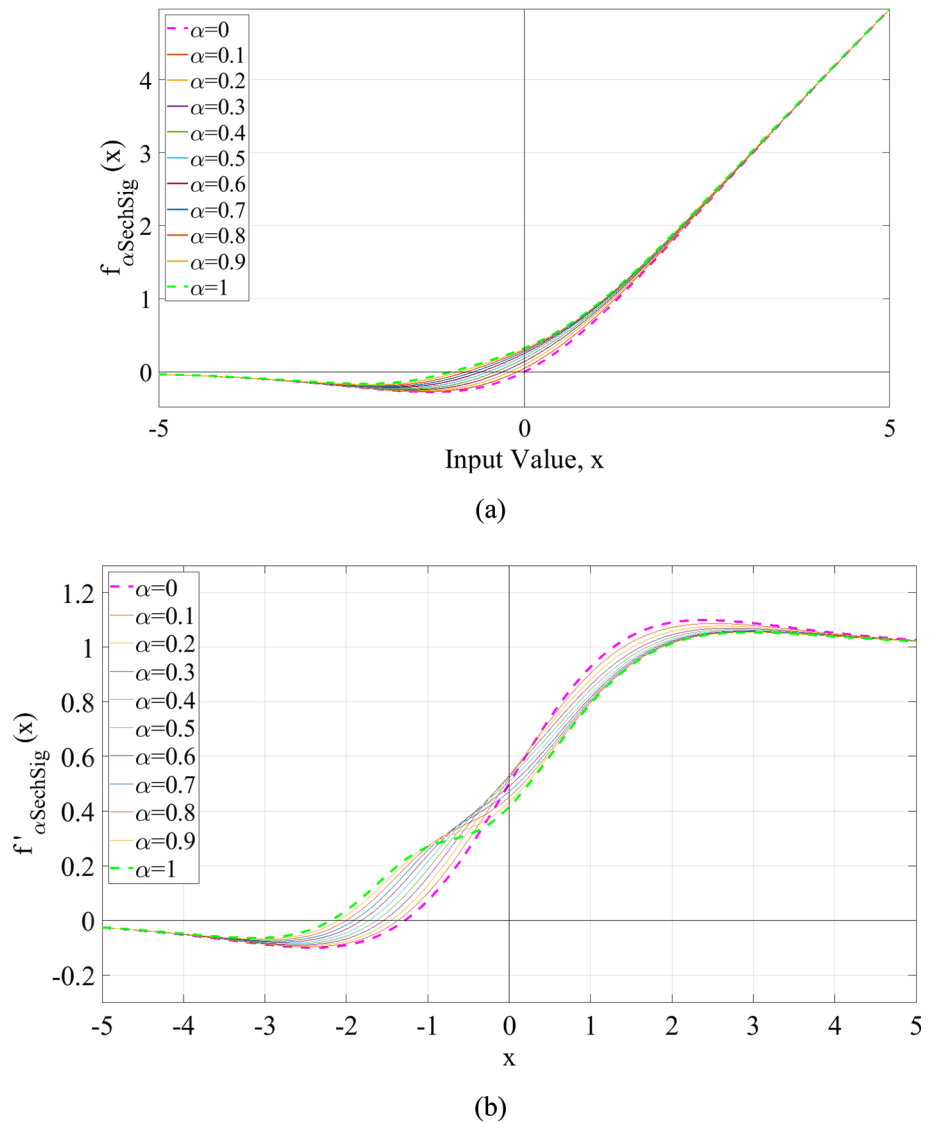 α=0
α=0.1
α=0.2
α=0.3
α=0.4
α=0.5
α=0.6
α=0.7
α=0.8
α=0.9
α=1
f αSechSig (x)
4
3
2
1
0
-5 0 5
Input Value, x
(a)
α=0
α=0.1
α=0.2
α=0.3
α=0.4
α=0.5
α=0.6
α=0.7
α=0.8
α=0.9
α=1
f' αSechSig (x)
1.2
1
0.8
0.6
0.4
0.2
0
-0.2
-5 -4 -3 -2 -1 0 1 2 3 4 5
x
(b)